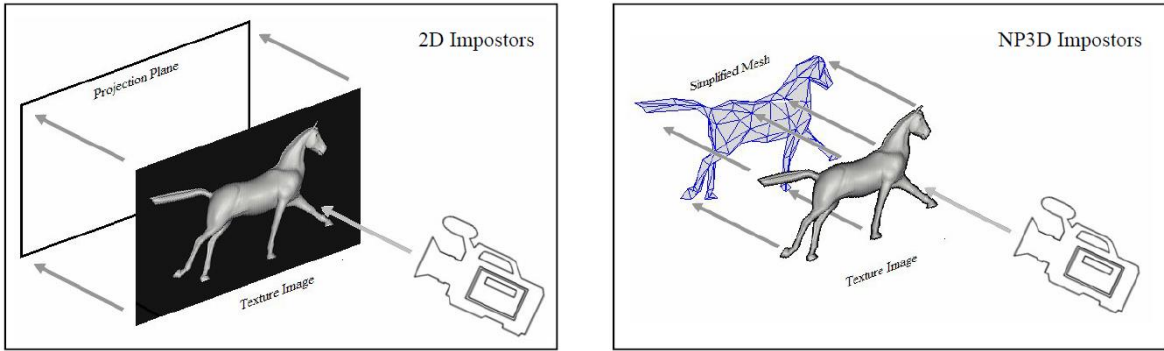 2D Impostors
Projection Plane
Texture Image
NP3D Impostors
Simplified Mesh
Texture Image